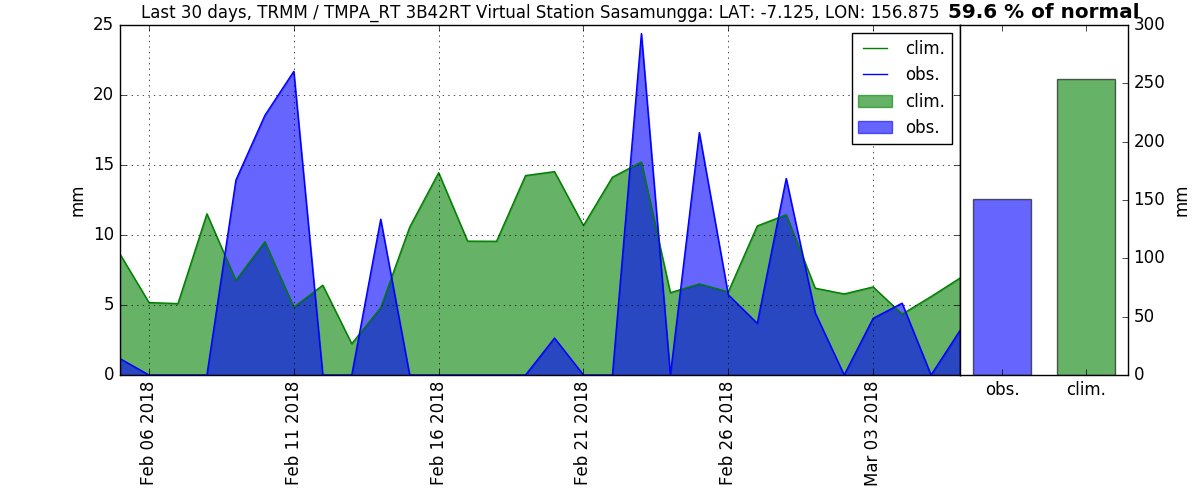 Last 30 days, TRMM / TMPA_RT 3B42RT Virtual Station Sasamungga: LAT: -7.125, LON: 156.875
59.6 % of normal
25
20
15
10
5
0
mm
clim.
obs.
clim.
obs.
Feb 06 2018
Feb 11 2018
Feb 16 2018
Feb 21 2018
Feb 26 2018
Mar 03 2018
300
250
200
150
100
50
0
mm
obs.
clim.